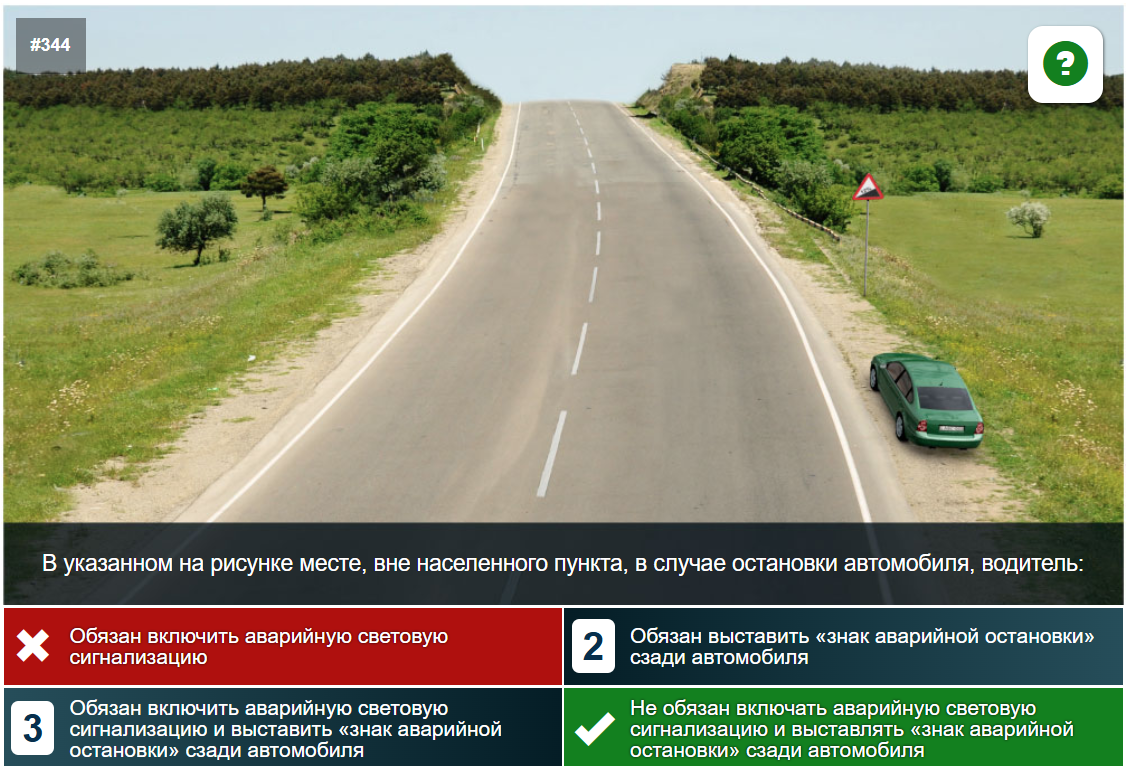 #344
?
В указанном на рисунке месте, вне населенного пункта, в случае остановки автомобиля, водитель:
Обязан включить аварийную световую
сигнализацию
2
Обязан выставить «знак аварийной остановки»
сзади автомобиля
3
Обязан включить аварийную световую
сигнализацию и выставить «знак аварийной
остановки» сзади автомобиля
Не обязан включать аварийную световую
сигнализацию и выставлять «знак аварийной
остановки» сзади автомобиля